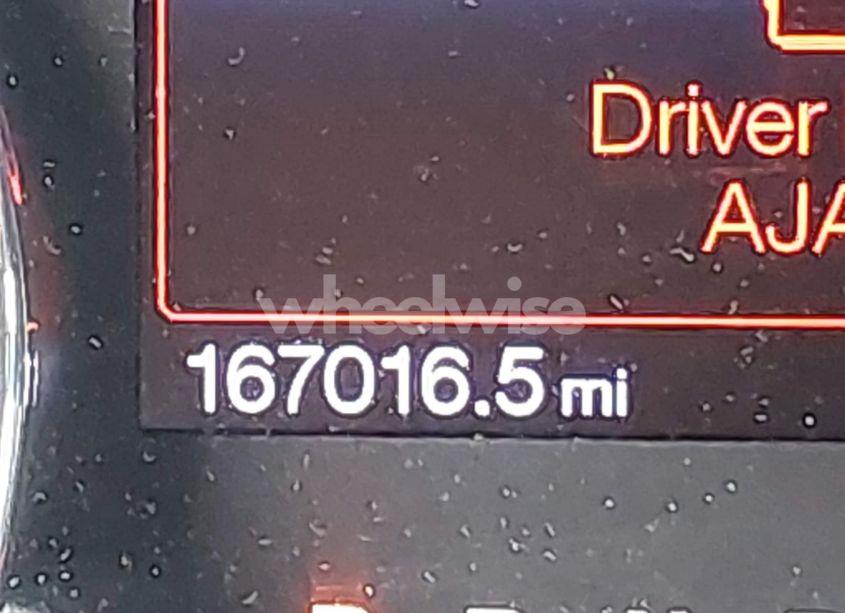 Driver
AJA
wheelwise
167016.5 mi